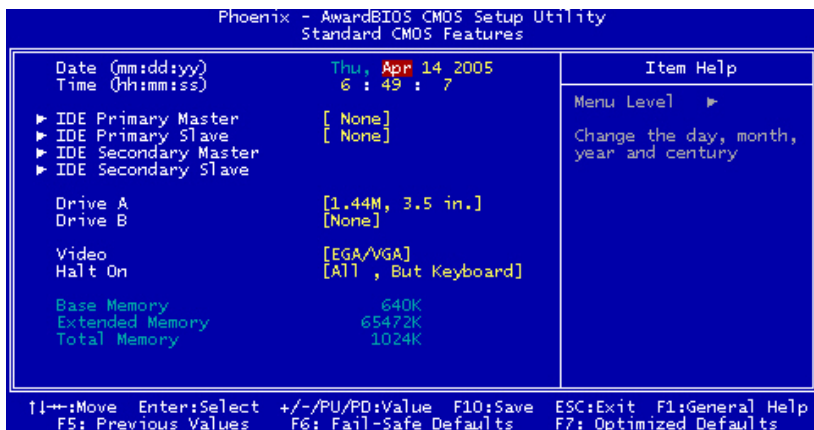 Phoenix - AwardBIOS CMOS Setup Utility
Standard CMOS Features
Date (mm:dd:yy) Thu, Apr 14 2005
Time (hh:mm:ss) 6 : 49 : 7
► IDE Primary Master [ None]
► IDE Primary Slave [ None]
► IDE Secondary Master
► IDE Secondary Slave
Drive A [1.44M, 3.5 in.]
Drive B [None]
Video [EGA/VGA]
Halt On [All , But Keyboard]
Base Memory 640K
Extended Memory 65472K
Total Memory 1024K
Item Help
Menu Level ►
Change the day, month,
year and century
↑↓→←:Move Enter:Select +/-/PU/PD:Value F10:Save ESC:Exit F1:General Help
F5: Previous Values F6: Fail-Safe Defaults F7: Optimized Defaults